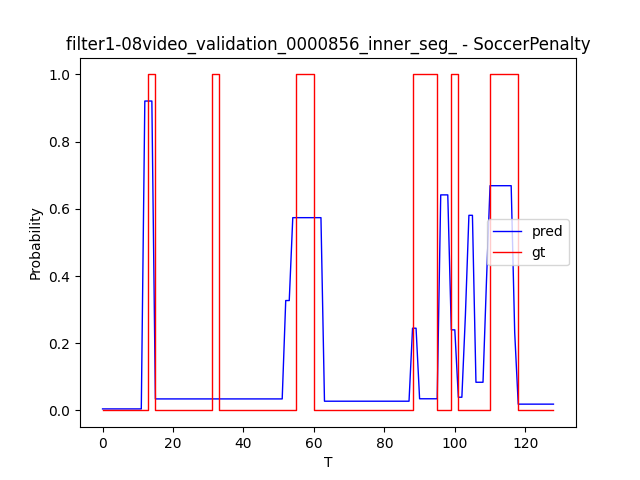 filter1-08video_validation_0000856_inner_seg_ - SoccerPenalty
1.0
0.8
0.6
0.4
0.2
0.0
Probability
pred
gt
0 20 40 60 80 100 120
T